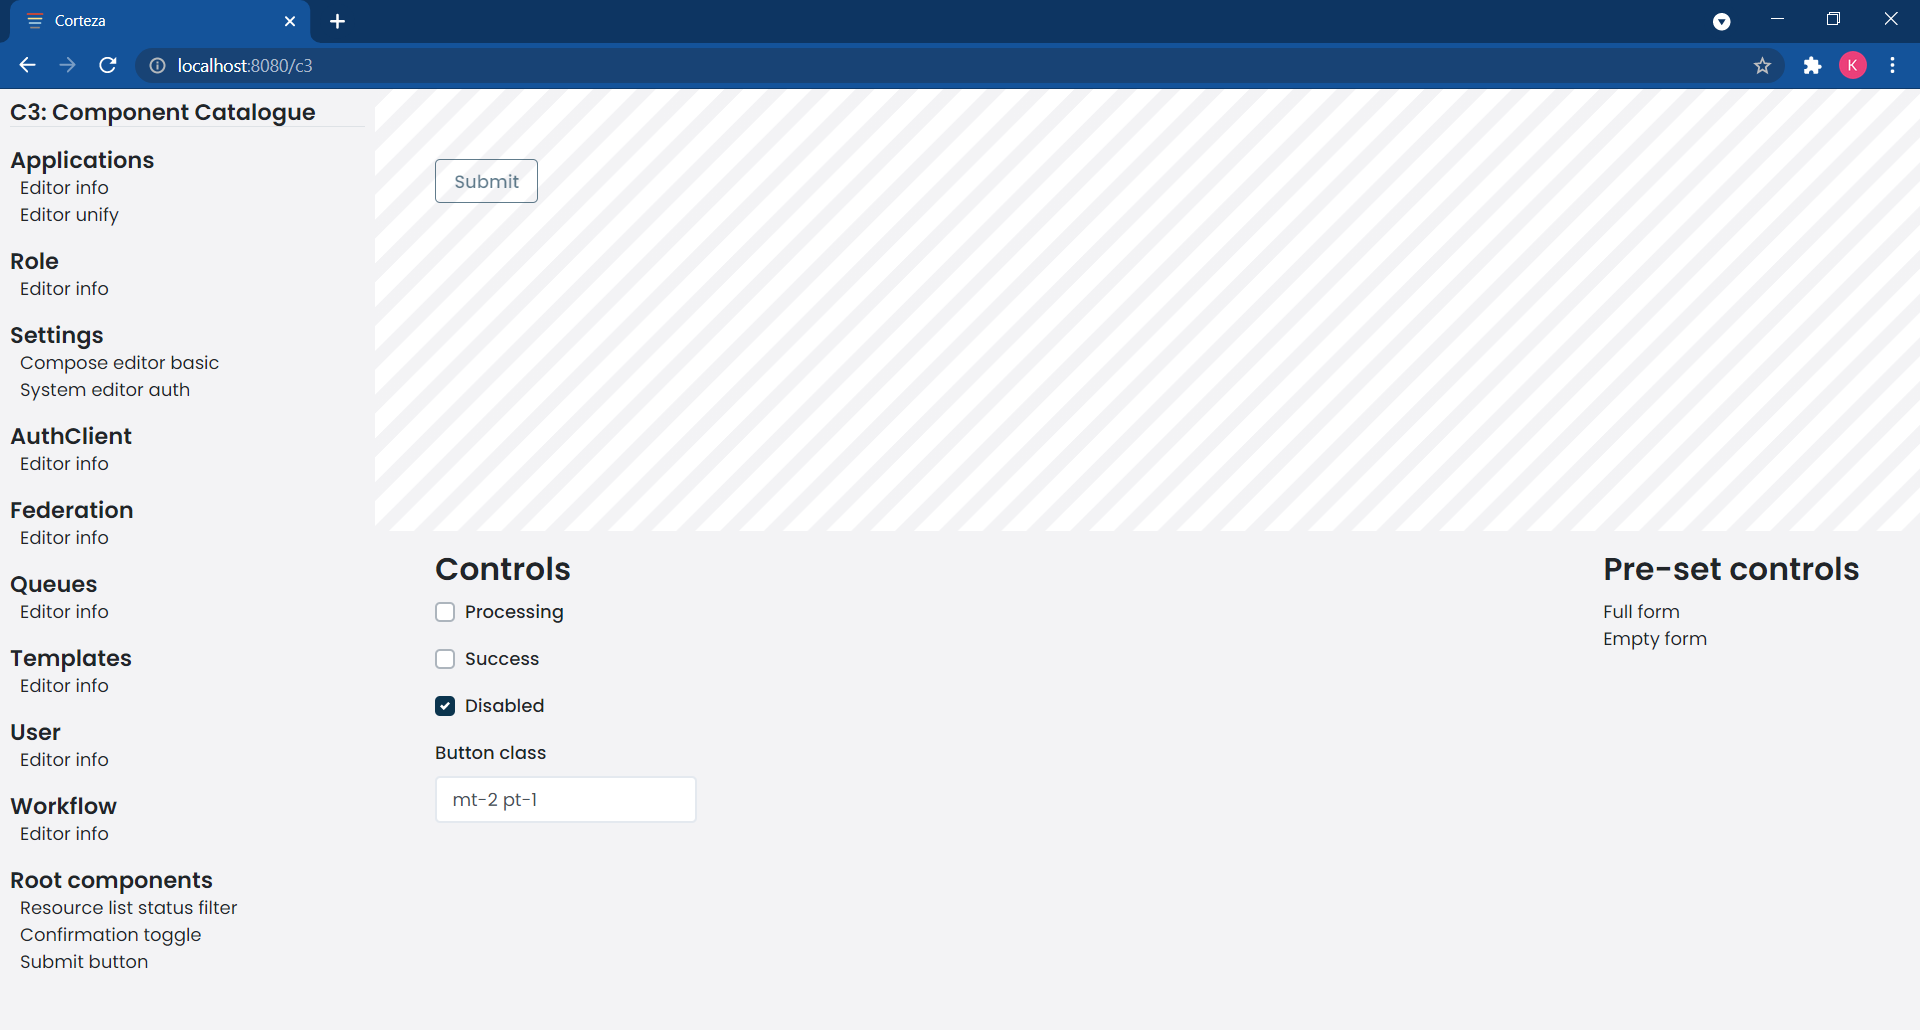 Corteza
localhost:8080/c3
K
C3: Component Catalogue
Applications
Editor info
Editor unify
Role
Editor info
Settings
Compose editor basic
System editor auth
AuthClient
Editor info
Federation
Editor info
Queues
Editor info
Templates
Editor info
User
Editor info
Workflow
Editor info
Root components
Resource list status filter
Confirmation toggle
Submit button
Submit
Controls
Processing
Success
Disabled
Button class
mt-2 pt-1
Pre-set controls
Full form
Empty form